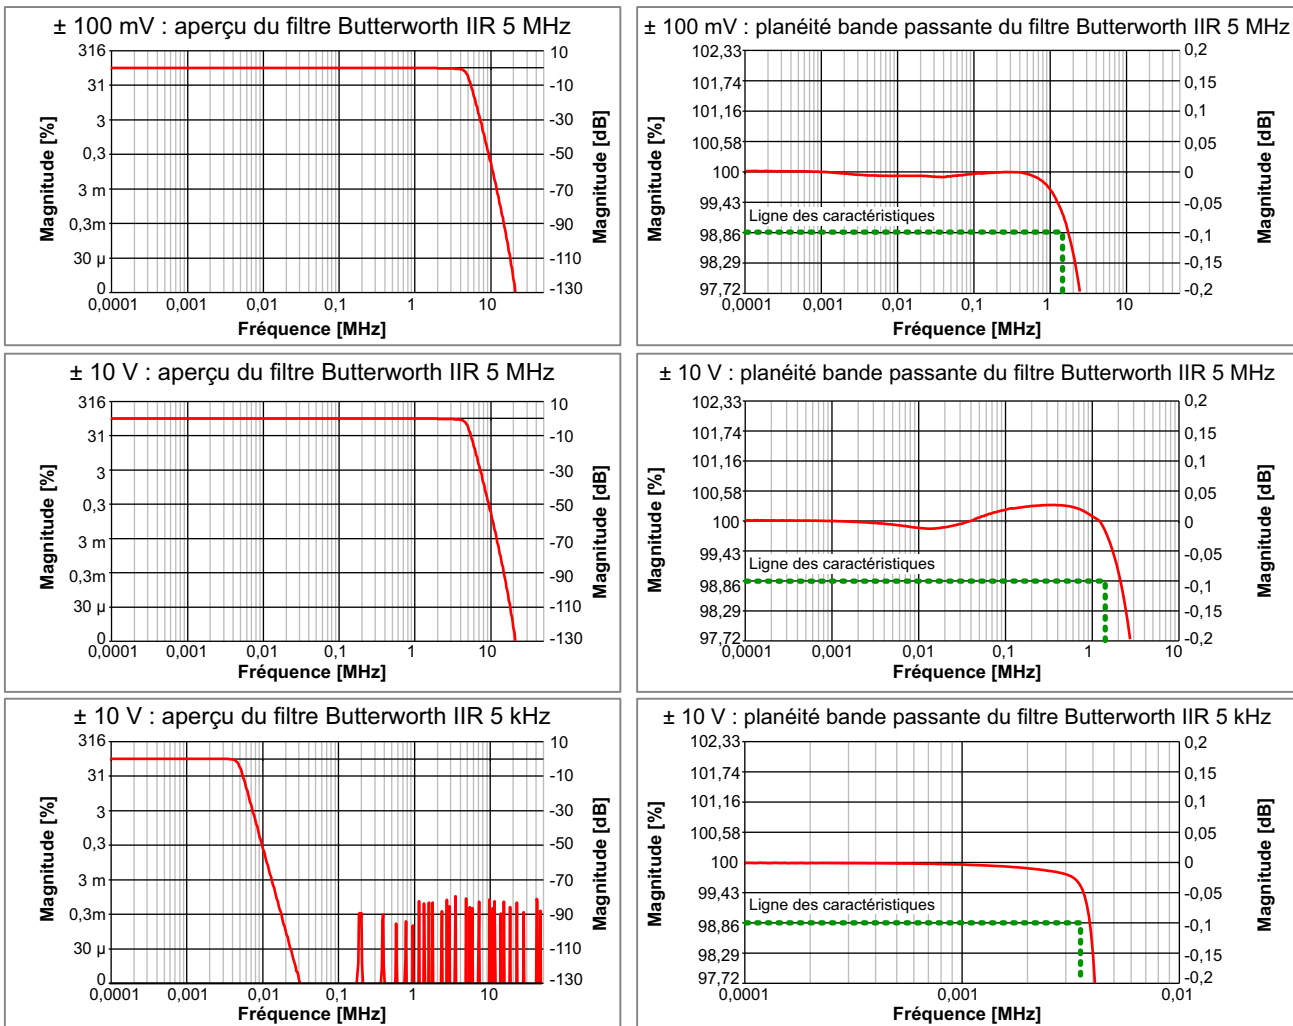 ± 100 mV : aperçu du filtre Butterworth IIR 5 MHz
316
31
3
0,3
3 m
0,3m
30 µ
0
Magnitude [%]
10
-10
-30
-50
-70
-90
-110
-130
Magnitude [dB]
0,0001 0,001 0,01 0,1 1 10
Fréquence [MHz]
± 100 mV : planéité bande passante du filtre Butterworth IIR 5 MHz
102,33
101,74
101,16
100,58
100
99,43
98,86
98,29
97,72
Magnitude [%]
Ligne des caractéristiques
0,2
0,15
0,1
0,05
0
-0,05
-0,1
-0,15
-0,2
Magnitude [dB]
0,0001 0,001 0,01 0,1 1 10
Fréquence [MHz]
± 10 V : aperçu du filtre Butterworth IIR 5 MHz
316
31
3
0,3
3 m
0,3m
30 µ
0
Magnitude [%]
10
-10
-30
-50
-70
-90
-110
-130
Magnitude [dB]
0,0001 0,001 0,01 0,1 1 10
Fréquence [MHz]
± 10 V : planéité bande passante du filtre Butterworth IIR 5 MHz
102,33
101,74
101,16
100,58
100
99,43
98,86
98,29
97,72
Magnitude [%]
Ligne des caractéristiques
0,2
0,15
0,1
0,05
0
-0,05
-0,1
-0,15
-0,2
Magnitude [dB]
0,0001 0,001 0,01 0,1 1 10
Fréquence [MHz]
± 10 V : aperçu du filtre Butterworth IIR 5 kHz
316
31
3
0,3
3 m
0,3m
30 µ
0
Magnitude [%]
10
-10
-30
-50
-70
-90
-110
-130
Magnitude [dB]
0,0001 0,001 0,01 0,1 1 10
Fréquence [MHz]
± 10 V : planéité bande passante du filtre Butterworth IIR 5 kHz
102,33
101,74
101,16
100,58
100
99,43
98,86
98,29
97,72
Magnitude [%]
Ligne des caractéristiques
0,2
0,15
0,1
0,05
0
-0,05
-0,1
-0,15
-0,2
Magnitude [dB]
0,0001 0,001 0,01
Fréquence [MHz]